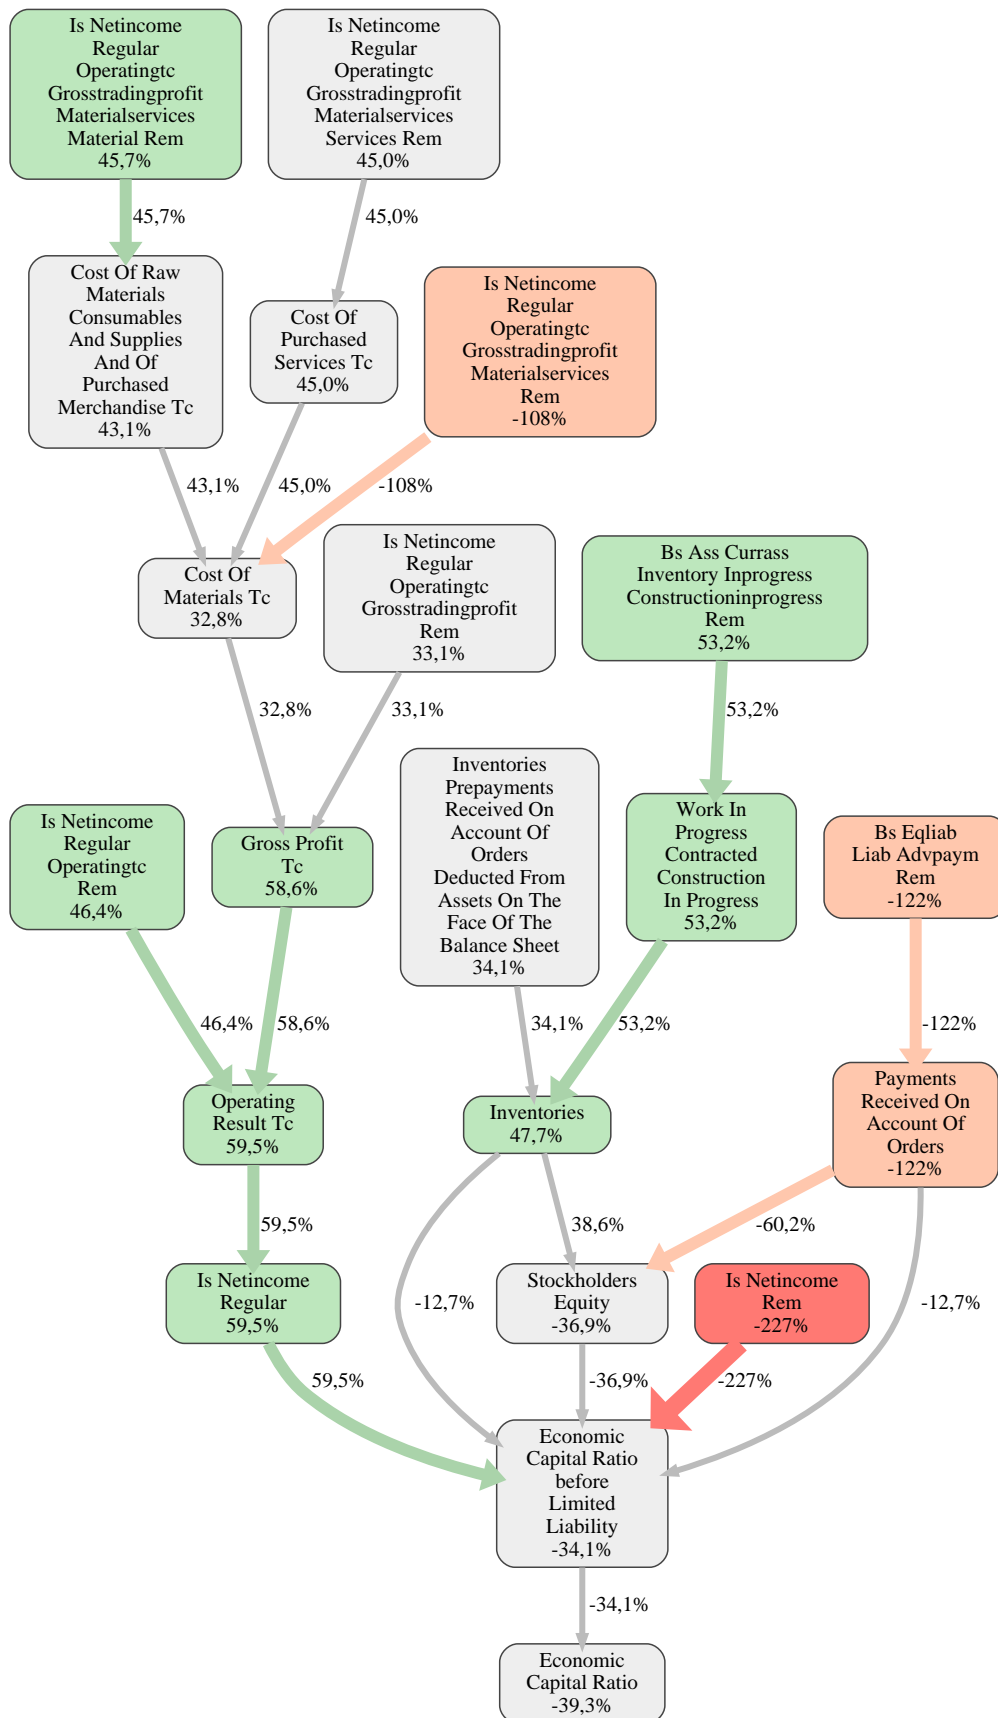 Is Netincome
Regular
Operatingtc
Grosstradingprofit
Materialservices
Material Rem
45,7%
Is Netincome
Regular
Operatingtc
Grosstradingprofit
Materialservices
Services Rem
45,0%
45,7%
45,0%
Cost Of Raw
Materials
Consumables
And Supplies
And Of
Purchased
Merchandise Tc
43,1%
Cost Of
Purchased
Services Tc
45,0%
Is Netincome
Regular
Operatingtc
Grosstradingprofit
Materialservices
Rem
-108%
43,1%
45,0%
-108%
Cost Of
Materials Tc
32,8%
Is Netincome
Regular
Operatingtc
Grosstradingprofit
Rem
33,1%
Bs Ass Currass
Inventory Inprogress
Constructioninprogress
Rem
53,2%
32,8%
33,1%
53,2%
Is Netincome
Regular
Operatingtc
Rem
46,4%
Gross Profit
Tc
58,6%
Inventories
Prepayments
Received On
Account Of
Orders
Deducted From
Assets On The
Face Of The
Balance Sheet
34,1%
Work In
Progress
Contracted
Construction
In Progress
53,2%
Bs Eqliab
Liab Advpaym
Rem
-122%
46,4%
58,6%
34,1%
53,2%
-122%
Operating
Result Tc
59,5%
Inventories
47,7%
Payments
Received On
Account Of
Orders
-122%
59,5%
38,6%
-60,2%
Is Netincome
Regular
59,5%
-12,7%
Stockholders
Equity
-36,9%
Is Netincome
Rem
-227%
-12,7%
59,5%
-36,9%
-227%
Economic
Capital Ratio
before
Limited
Liability
-34,1%
-34,1%
Economic
Capital Ratio
-39,3%